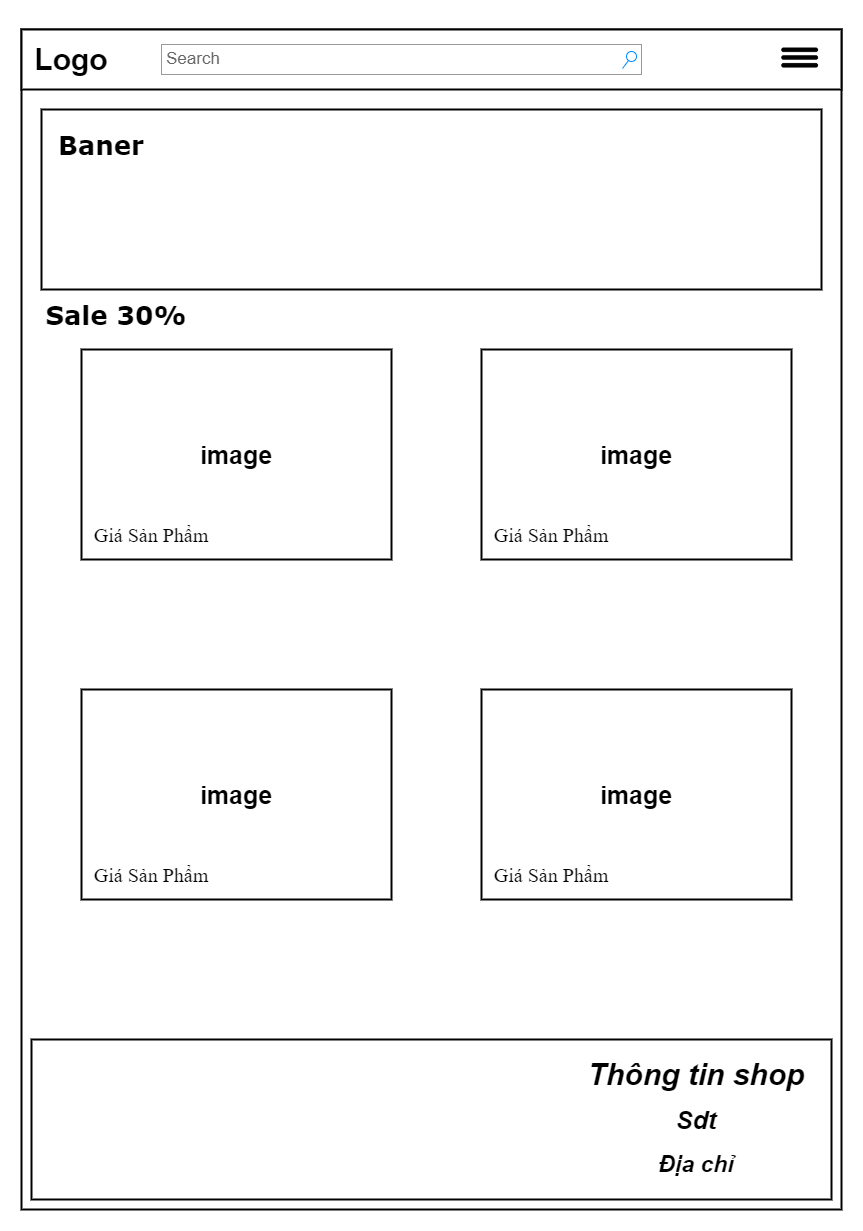 Logo
Search
Baner
Sale 30%
image
image
Giá Sản Phẩm
Giá Sản Phẩm
image
image
Giá Sản Phẩm
Giá Sản Phẩm
Thông tin shop
Sdt
Địa chỉ